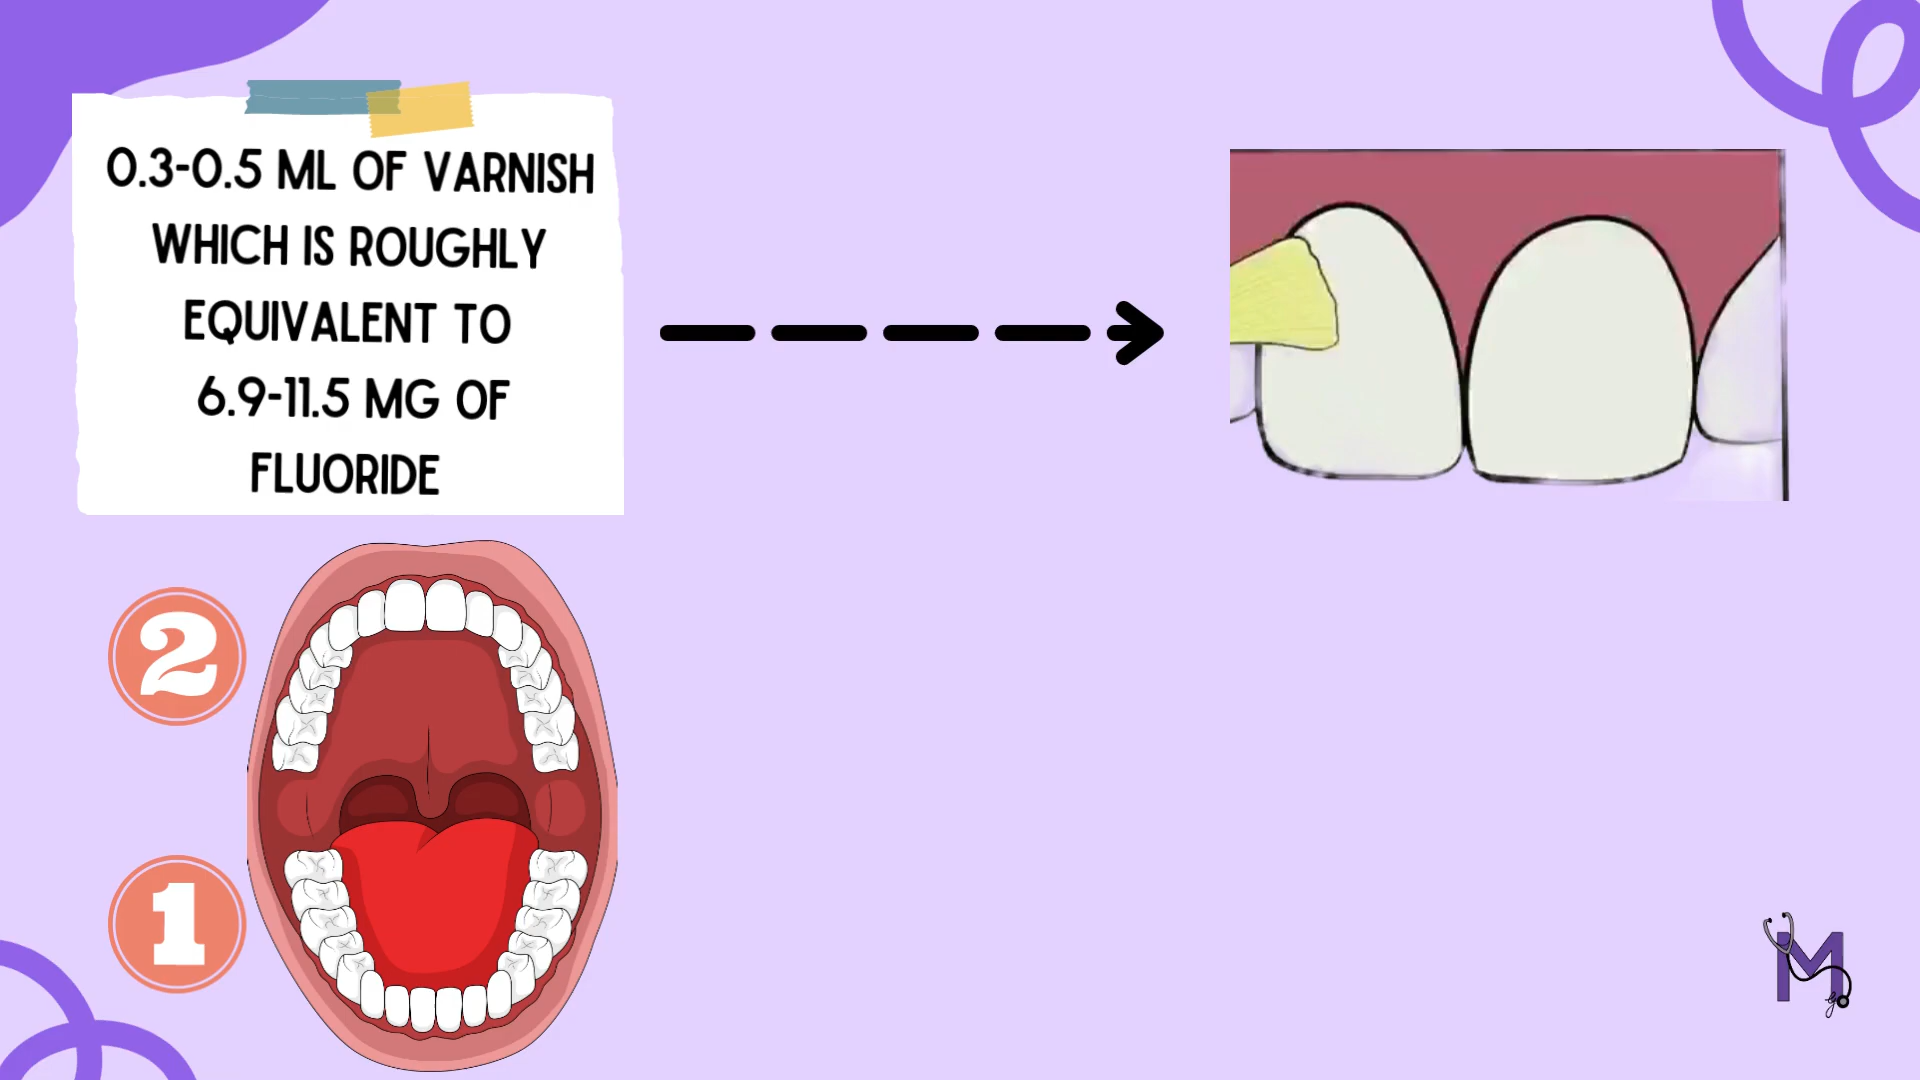 0.3-0.5 ML OF VARNISH
WHICH IS ROUGHLY
EQUIVALENT TO
6.9-11.5 MG OF
FLUORIDE
2
1
M